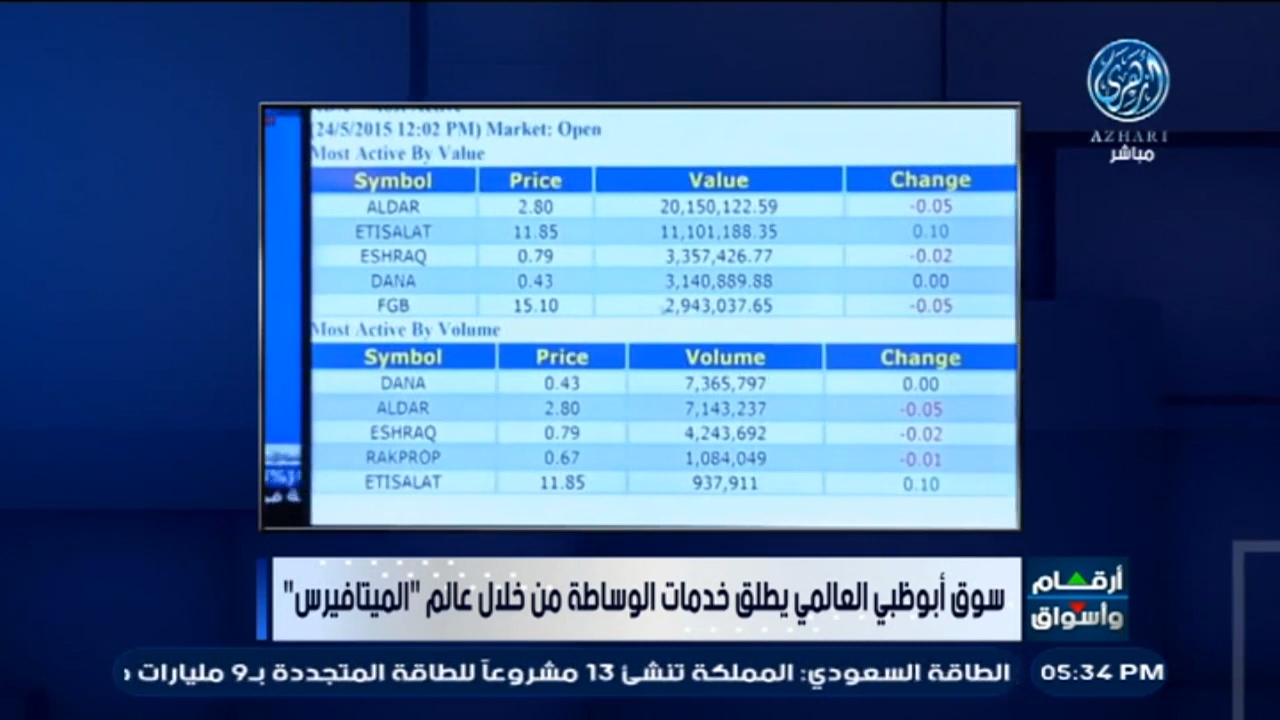 أزهري
AZHARI
مباشر
(24/5/2015 12:02 PM) Market: Open
Most Active By Value
Symbol Price Value Change
ALDAR 2.80 20,150,122.59 -0.05
ETISALAT 11.85 11,101,188.35 0.10
ESHRAQ 0.79 3,357,426.77 -0.02
DANA 0.43 3,140,889.88 0.00
FGB 15.10 2,943,037.65 -0.05
Most Active By Volume
Symbol Price Volume Change
DANA 0.43 7,365,797 0.00
ALDAR 2.80 7,143,237 -0.05
ESHRAQ 0.79 4,243,692 -0.02
RAKPROP 0.67 1,084,049 -0.01
ETISALAT 11.85 937,911 0.10
أرقام
وأسواق
سوق أبوظبي العالمي يطلق خدمات الوساطة من خلال عالم "الميتافيرس"
05:34 PM
الطاقة السعودي: المملكة تنشئ 13 مشروعاً للطاقة المتجددة بـ9 مليارات